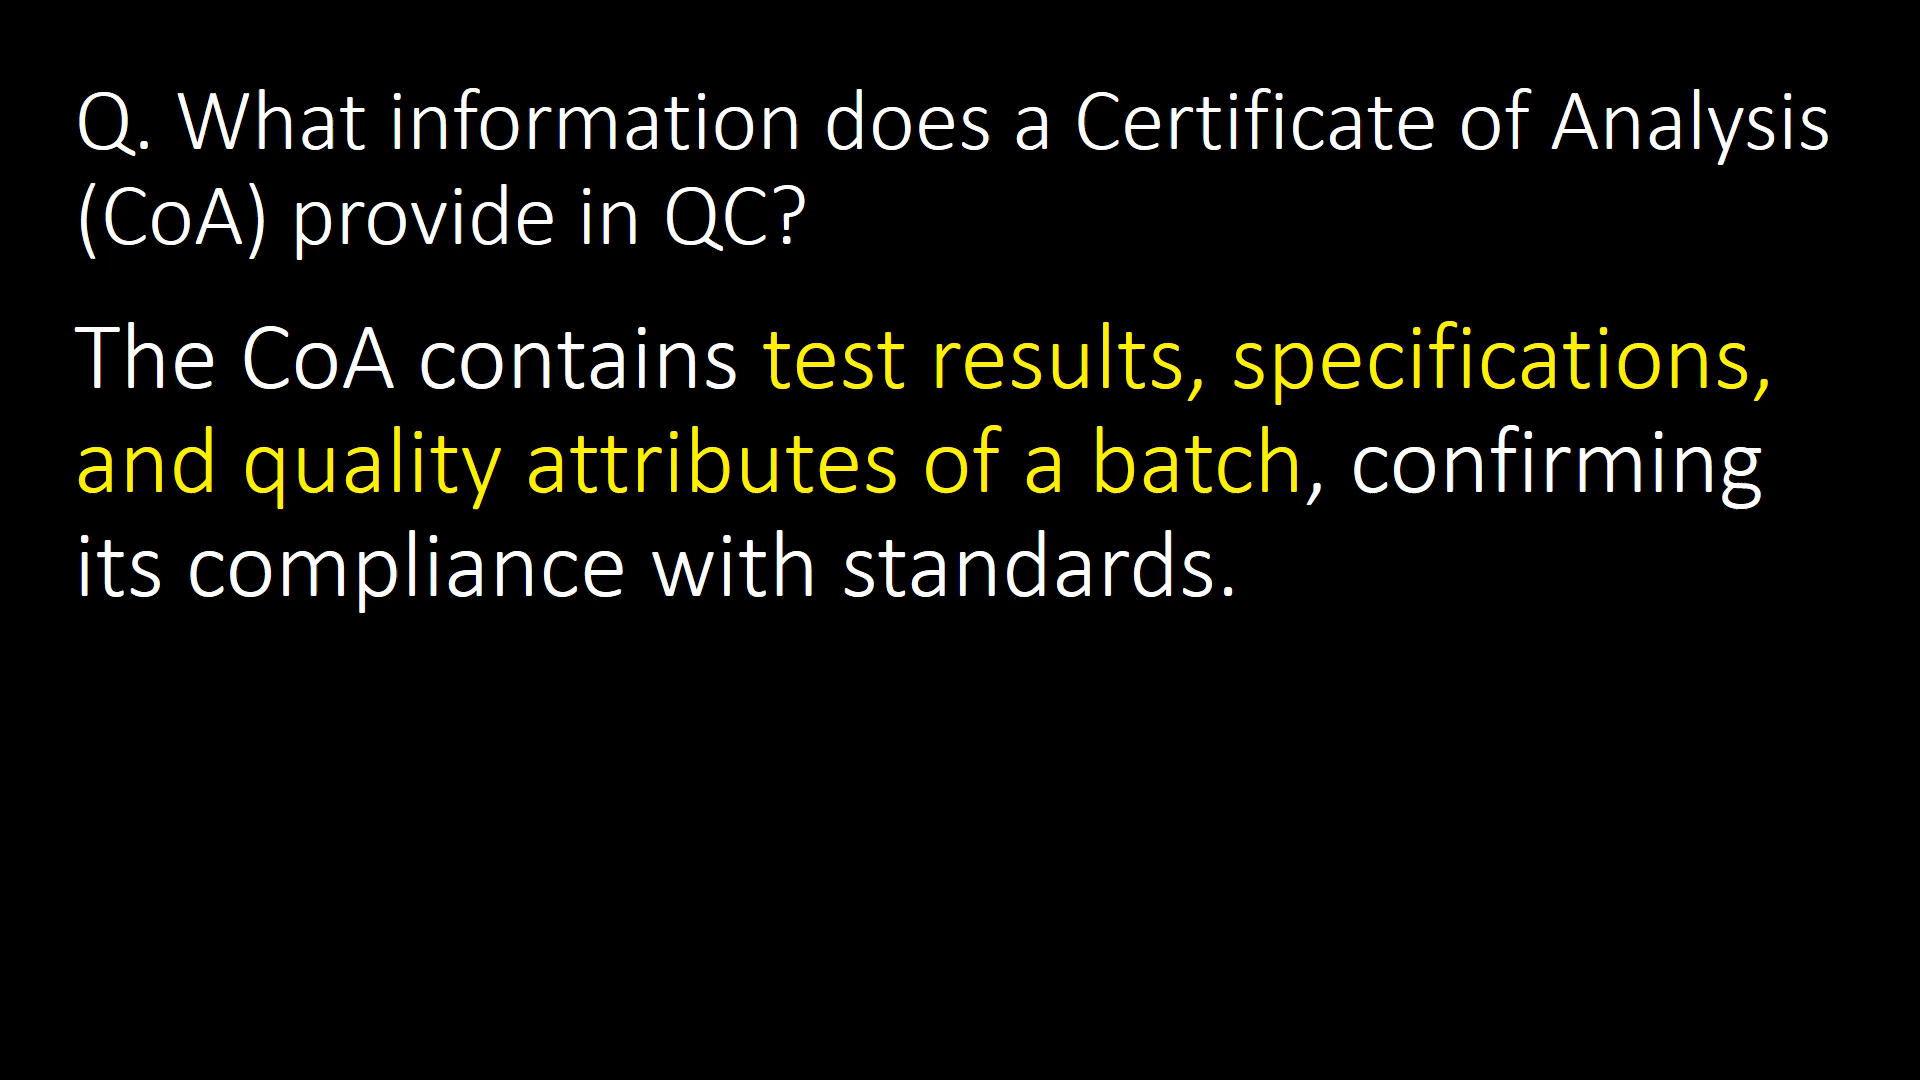 Q. What information does a Certificate of Analysis
(CoA) provide in QC?
The CoA contains test results, specifications,
and quality attributes of a batch, confirming
its compliance with standards.